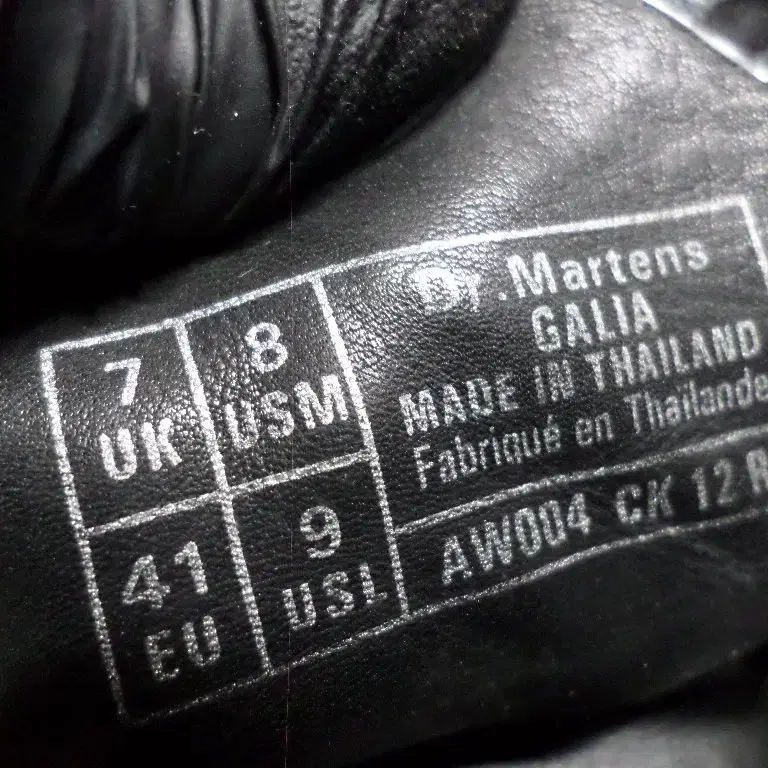 7
UK
8
USM
41
EU
9
USL
Dr.Martens
GALIA
MADE IN THAILAND
Fabriqué en Thaïlande
AW004 CK 12 R